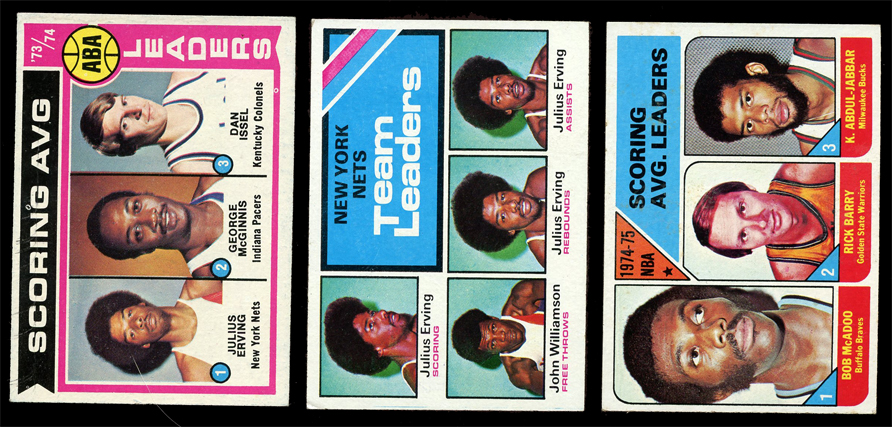 SCORING AVG
'73/74
ABA
LEADERS
1
JULIUS
ERVING
New York Nets
2
GEORGE
McGINNIS
Indiana Pacers
3
DAN
ISSEL
Kentucky Colonels
NEW YORK
NETS
Team
Leaders
Julius Erving
SCORING
John Williamson
FREE THROWS
Julius Erving
REBOUNDS
Julius Erving
ASSISTS
1974-75
NBA
SCORING
AVG. LEADERS
1
BOB McADOO
Buffalo Braves
2
RICK BARRY
Golden State Warriors
3
K. ABDUL-JABBAR
Milwaukee Bucks